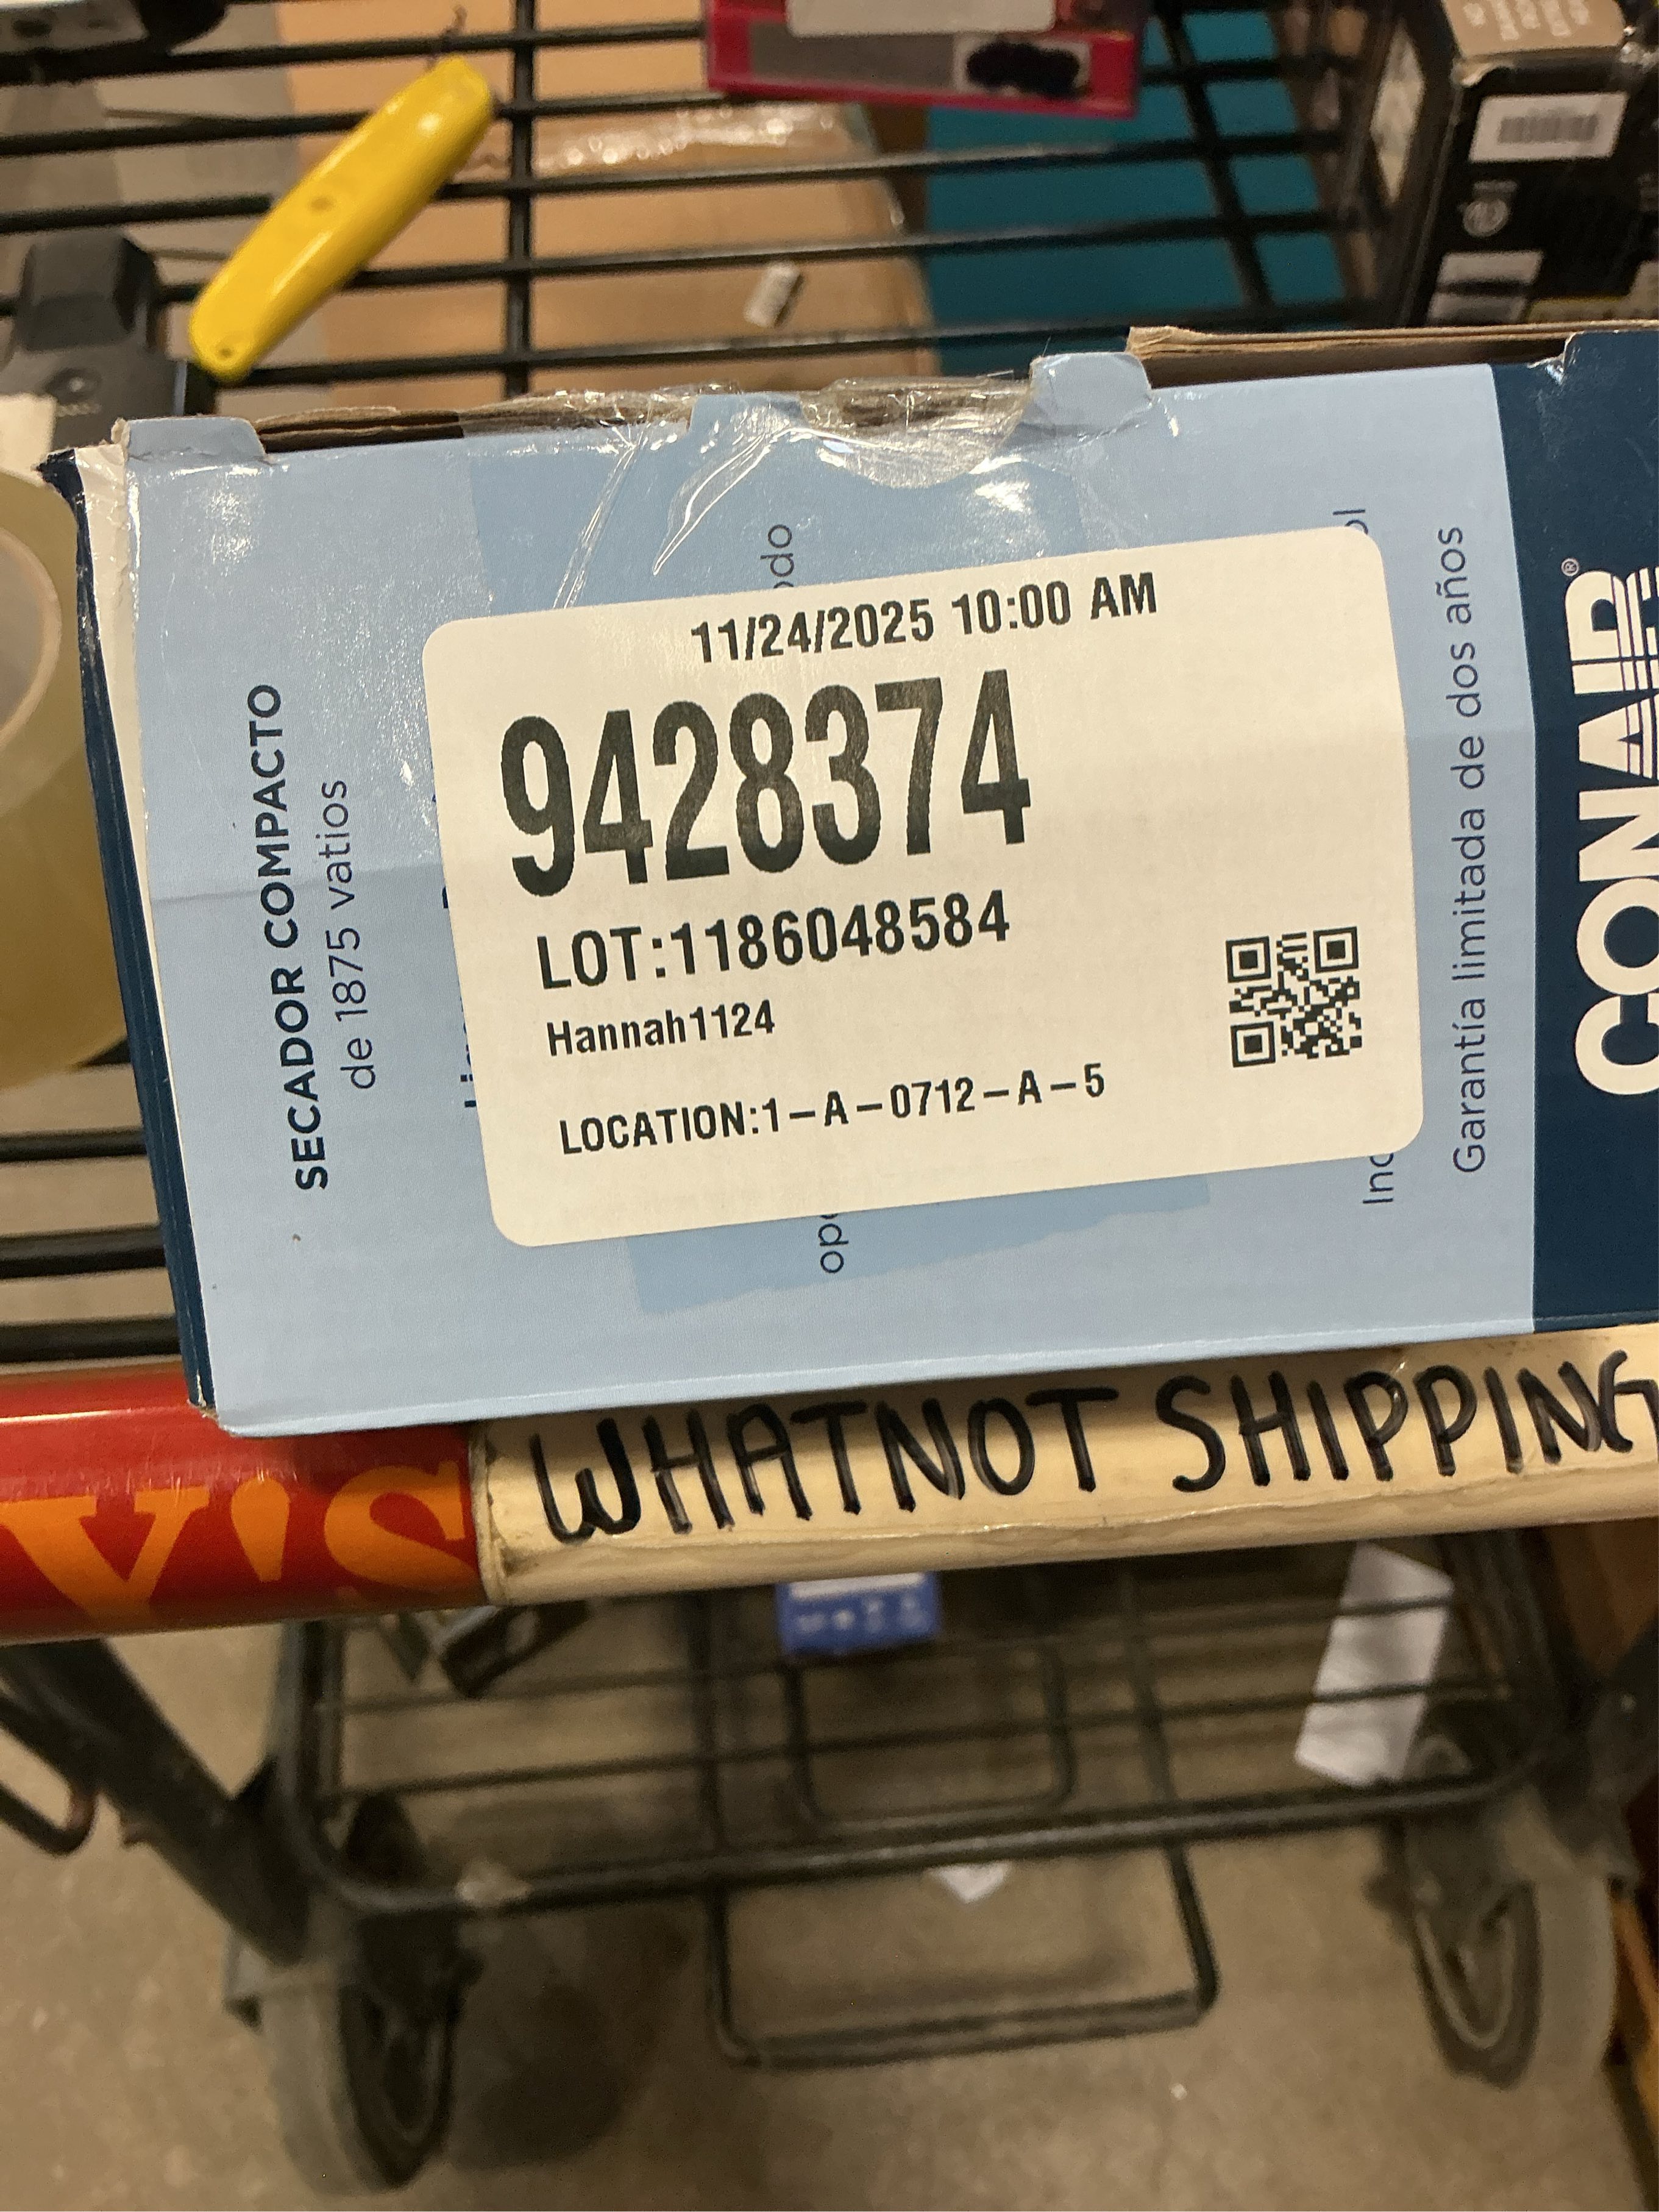 11/24/2025 10:00 AM
9428374
LOT:1186048584
Hannah1124
LOCATION:1-A-0712-A-5
SECADOR COMPACTO
de 1875 vatios
Garantía limitada de dos años
CONAIR®
WHATNOT SHIPPING
Y'S